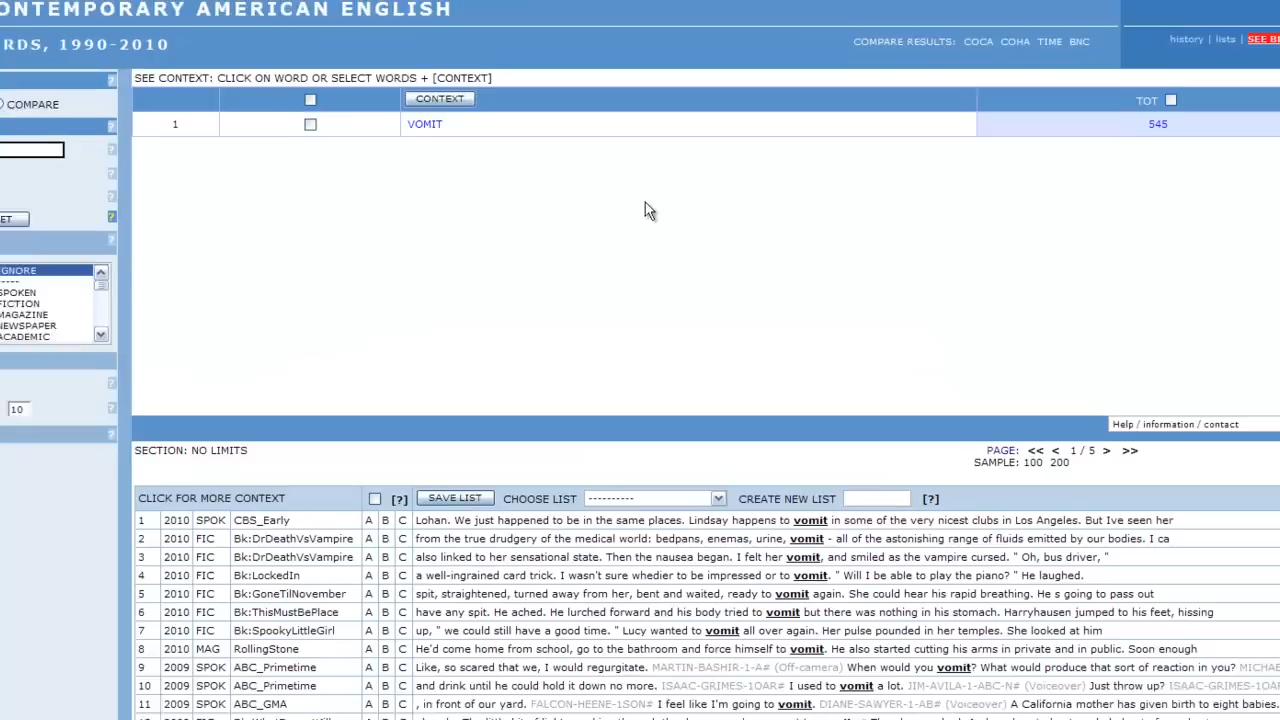 ONTEMPORARY AMERICAN ENGLISH
RDS, 1990-2010
COMPARE RESULTS: COCA COHA TIME BNC
history | lists | SEE B
SEE CONTEXT: CLICK ON WORD OR SELECT WORDS + [CONTEXT]
COMPARE
CONTEXT
TOT
1 VOMIT 545
ET
IGNORE
-----
SPOKEN
FICTION
MAGAZINE
NEWSPAPER
ACADEMIC
10
Help / information / contact
SECTION: NO LIMITS
PAGE: << < 1 / 5 > >>
SAMPLE: 100 200
CLICK FOR MORE CONTEXT [?] SAVE LIST CHOOSE LIST ---------- CREATE NEW LIST [?]
1 2010 SPOK CBS_Early A B C Lohan. We just happened to be in the same places. Lindsay happens to vomit in some of the very nicest clubs in Los Angeles. But Ive seen her
2 2010 FIC Bk:DrDeathVsVampire A B C from the true drudgery of the medical world: bedpans, enemas, urine, vomit - all of the astonishing range of fluids emitted by our bodies. I ca
3 2010 FIC Bk:DrDeathVsVampire A B C also linked to her sensational state. Then the nausea began. I felt her vomit, and smiled as the vampire cursed. " Oh, bus driver, "
4 2010 FIC Bk:LockedIn A B C a well-ingrained card trick. I wasn't sure whedier to be impressed or to vomit. " Will I be able to play the piano? " He laughed.
5 2010 FIC Bk:GoneTilNovember A B C spit, straightened, turned away from her, bent and waited, ready to vomit again. She could hear his rapid breathing. He s going to pass out
6 2010 FIC Bk:ThisMustBePlace A B C have any spit. He ached. He lurched forward and his body tried to vomit but there was nothing in his stomach. Harryhausen jumped to his feet, hissing
7 2010 FIC Bk:SpookyLittleGirl A B C up, " we could still have a good time. " Lucy wanted to vomit all over again. Her pulse pounded in her temples. She looked at him
8 2010 MAG RollingStone A B C He'd come home from school, go to the bathroom and force himself to vomit. He also started cutting his arms in private and in public. Soon enough
9 2009 SPOK ABC_Primetime A B C Like, so scared that we, I would regurgitate. MARTIN-BASHIR-1-A# (Off-camera) When would you vomit? What would produce that sort of reaction in you? MICHAE
10 2009 SPOK ABC_Primetime A B C and drink until he could hold it down no more. ISAAC-GRIMES-1OAR# I used to vomit a lot. JIM-AVILA-1-ABC-N# (Voiceover) Just throw up? ISAAC-GRIMES-1OAR#
11 2009 SPOK ABC_GMA A B C , in front of our yard. FALCON-HEENE-1SON# I feel like I'm going to vomit. DIANE-SAWYER-1-AB# (Voiceover) A California mother has given birth to eight babies.